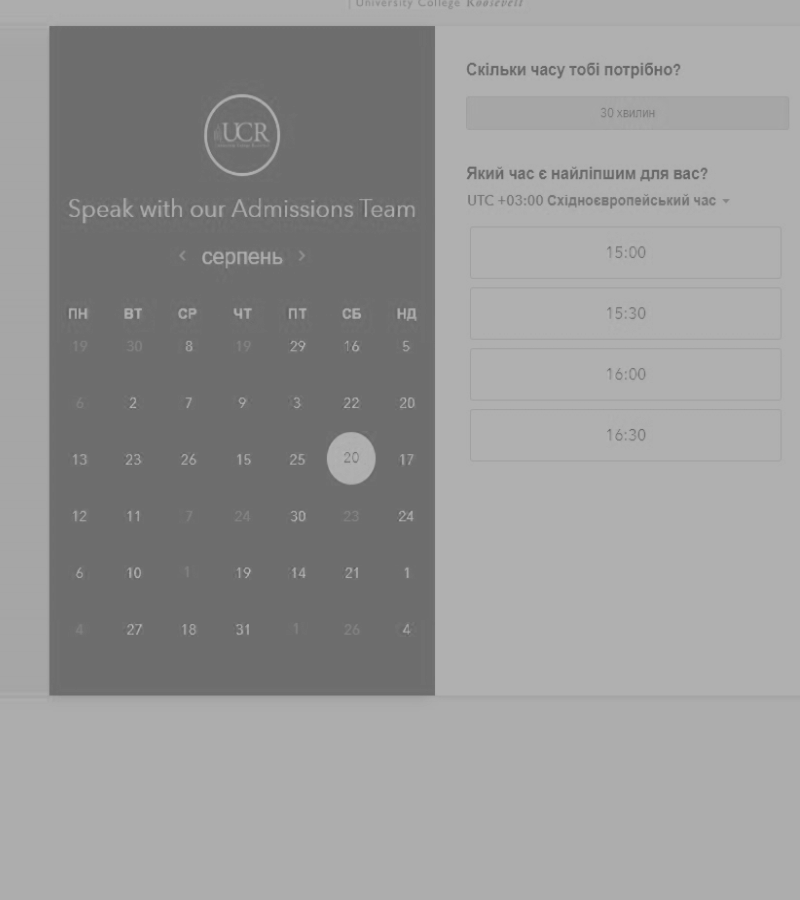 University College Roosevelt
UCR
Speak with our Admissions Team
серпень
ПН ВТ СР ЧТ ПТ СБ НД
19 30 8 19 29 16 5
6 2 7 9 3 22 20
13 23 26 15 25 20 17
12 11 7 24 30 23 24
6 10 1 19 14 21 1
4 27 18 31 1 26 4
Скільки часу тобі потрібно?
30 хвилин
Який час є найліпшим для вас?
UTC +03:00 Східноєвропейський час
15:00
15:30
16:00
16:30